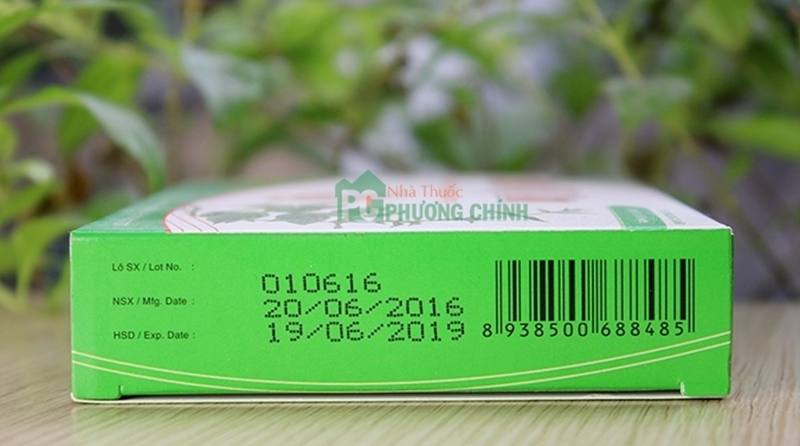 PC Nhà Thuốc
PHƯƠNG CHÍNH
Lô SX / Lot No. : 010616
NSX / Mfg. Date : 20/06/2016
HSD / Exp. Date : 19/06/2019
8 938500 688485